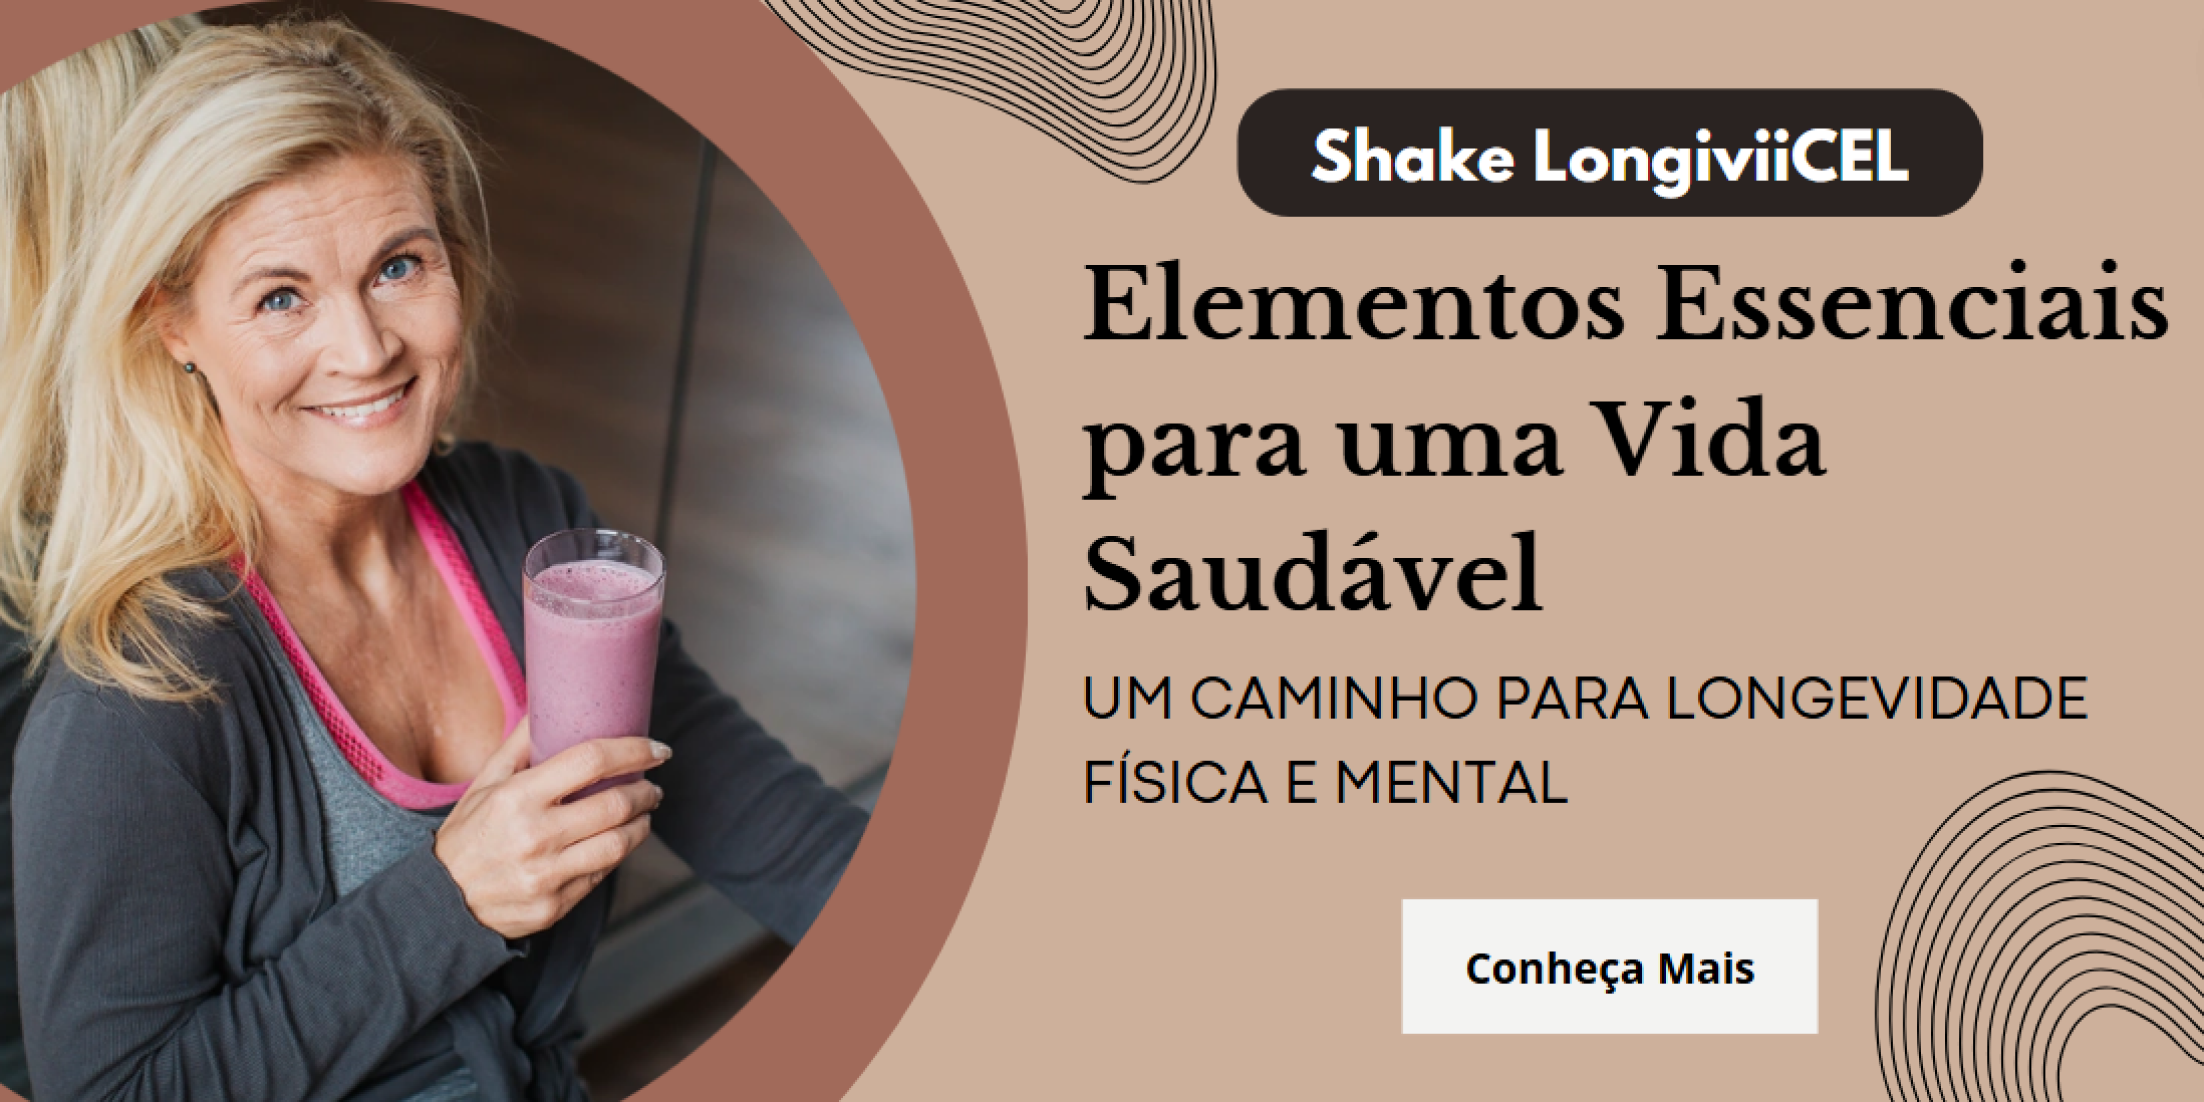 Shake LongiviiCEL
Elementos Essenciais
para uma Vida
Saudável
UM CAMINHO PARA LONGEVIDADE
FÍSICA E MENTAL
Conheça Mais